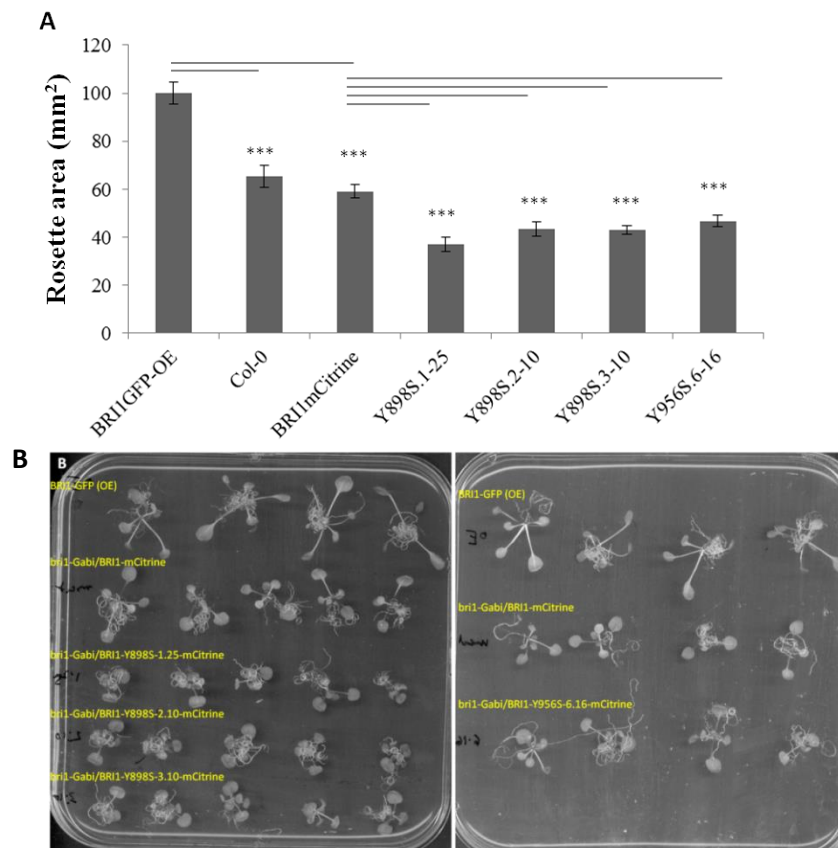 A
Rosette area (mm²)
120
100
80
60
40
20
0
***
***
***
***
***
***
BRI1GFP-OE
Col-0
BRI1mCitrine
Y898S.1-25
Y898S.2-10
Y898S.3-10
Y956S.6-16
B
B
BRI1-GFP (OE)
bri1-Gabi/BRI1-mCitrine
bri1-Gabi/BRI1-Y898S-1.25-mCitrine
bri1-Gabi/BRI1-Y898S-2.10-mCitrine
bri1-Gabi/BRI1-Y898S-3.10-mCitrine
BRI1-GFP (OE)
OE
bri1-Gabi/BRI1-mCitrine
bri1-Gabi/BRI1-Y956S-6.16-mCitrine
6.16